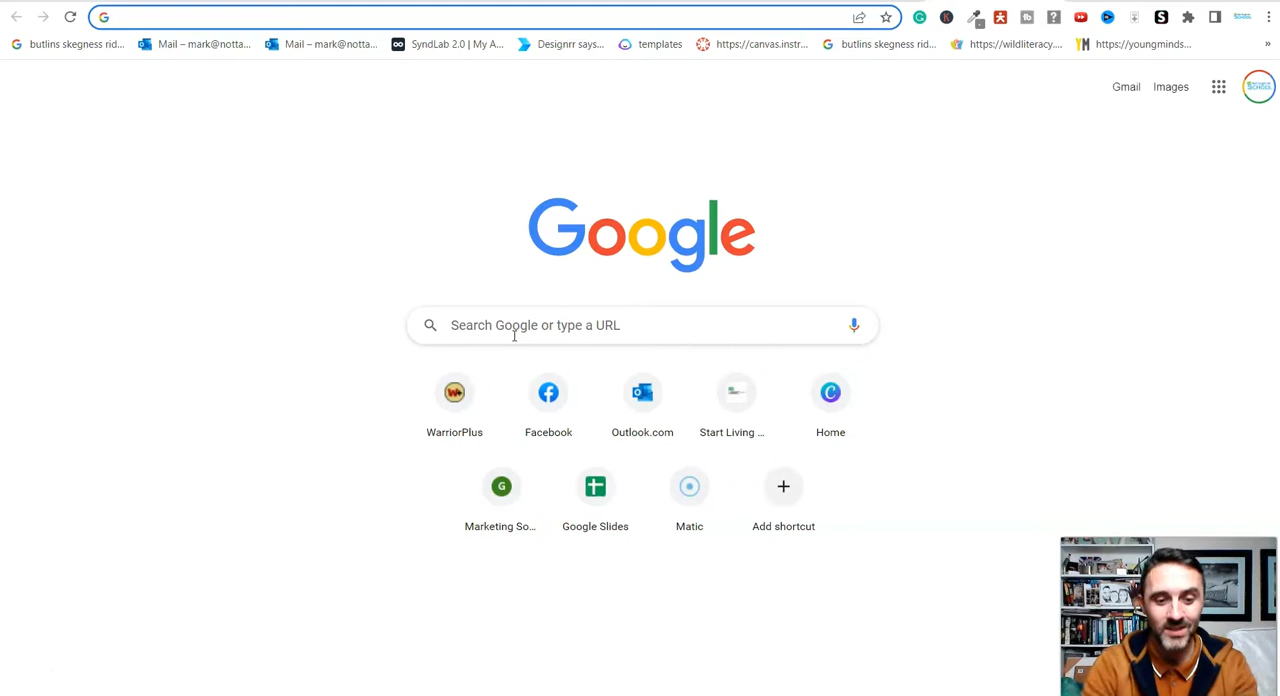 butlins skegness rid...
Mail – mark@notta...
Mail – mark@notta...
SyndLab 2.0 | My A...
Designrr says...
templates
https://canvas.instr...
butlins skegness rid...
https://wildliteracy....
https://youngminds...
»
Gmail
Images
Google
Search Google or type a URL
WarriorPlus
Facebook
Outlook.com
Start Living ...
Home
Marketing So...
Google Slides
Matic
Add shortcut